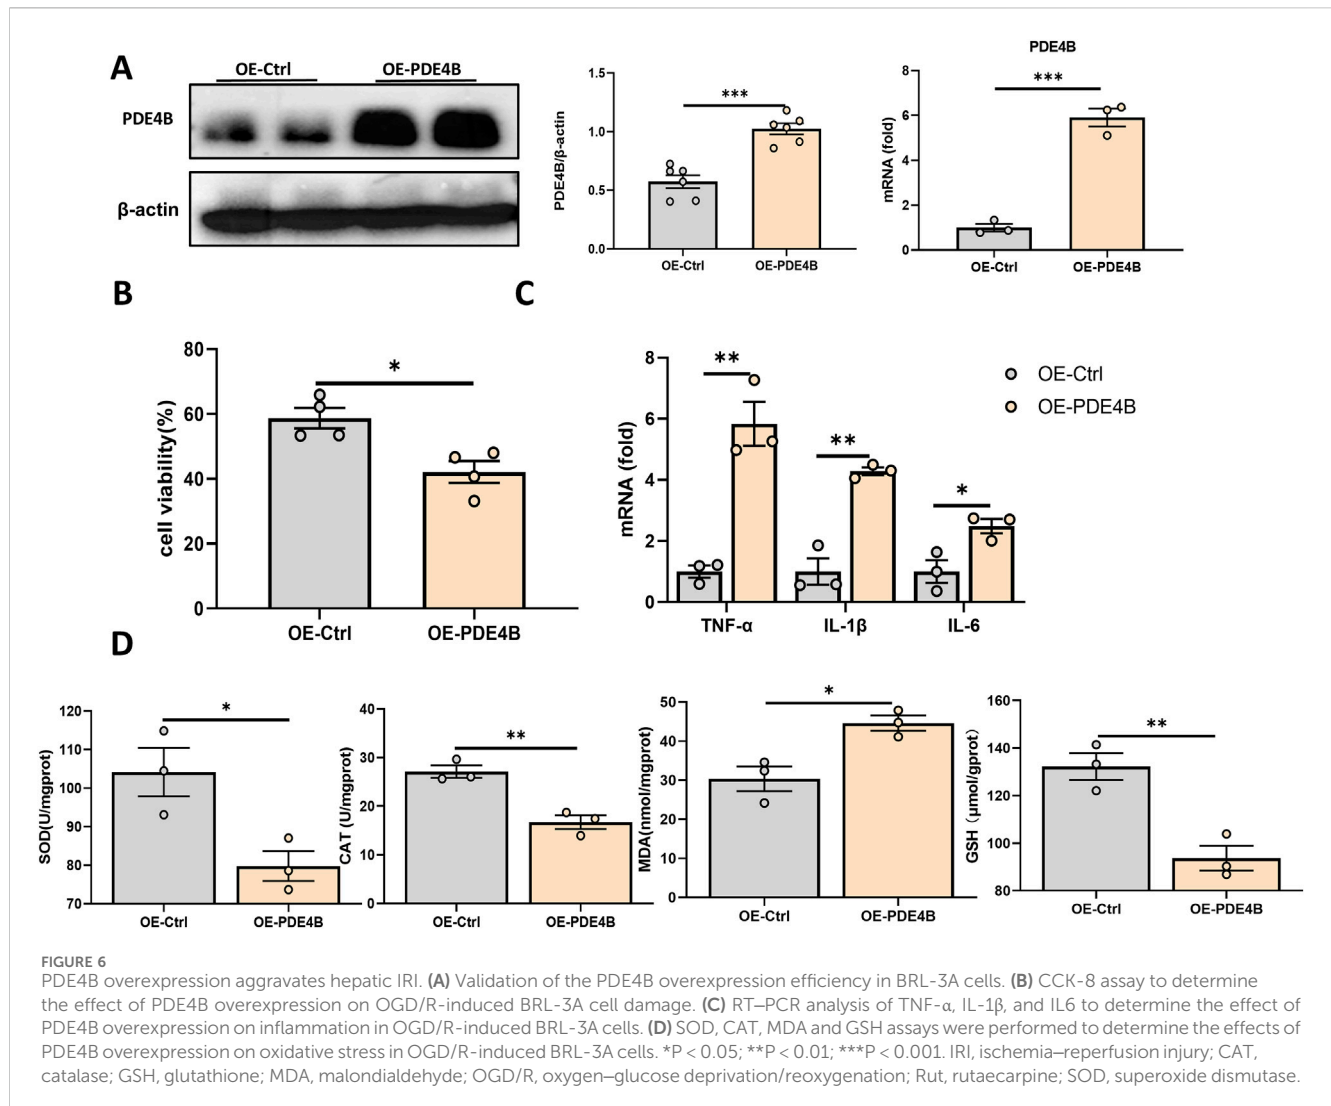 A
OE-Ctrl OE-PDE4B
PDE4B
β-actin
PDE4B/β-actin
1.5
1.0
0.5
0.0
***
OE-Ctrl OE-PDE4B
PDE4B
mRNA (fold)
8
6
4
2
0
***
OE-Ctrl OE-PDE4B
B
cell viability(%)
80
60
40
20
0
*
OE-Ctrl OE-PDE4B
C
mRNA (fold)
8
6
4
2
0
**
**
*
TNF-α IL-1β IL-6
OE-Ctrl
OE-PDE4B
D
SOD(U/mgprot)
120
110
100
90
80
70
*
OE-Ctrl OE-PDE4B
CAT (U/mgprot)
40
30
20
10
0
**
OE-Ctrl OE-PDE4B
MDA(nmol/mgprot)
50
40
30
20
10
0
*
OE-Ctrl OE-PDE4B
GSH (μmol/gprot)
160
140
120
100
80
**
OE-Ctrl OE-PDE4B
FIGURE 6
PDE4B overexpression aggravates hepatic IRI. (A) Validation of the PDE4B overexpression efficiency in BRL-3A cells. (B) CCK-8 assay to determine
the effect of PDE4B overexpression on OGD/R-induced BRL-3A cell damage. (C) RT–PCR analysis of TNF-α, IL-1β, and IL6 to determine the effect of
PDE4B overexpression on inflammation in OGD/R-induced BRL-3A cells. (D) SOD, CAT, MDA and GSH assays were performed to determine the effects of
PDE4B overexpression on oxidative stress in OGD/R-induced BRL-3A cells. *P < 0.05; **P < 0.01; ***P < 0.001. IRI, ischemia–reperfusion injury; CAT,
catalase; GSH, glutathione; MDA, malondialdehyde; OGD/R, oxygen–glucose deprivation/reoxygenation; Rut, rutaecarpine; SOD, superoxide dismutase.